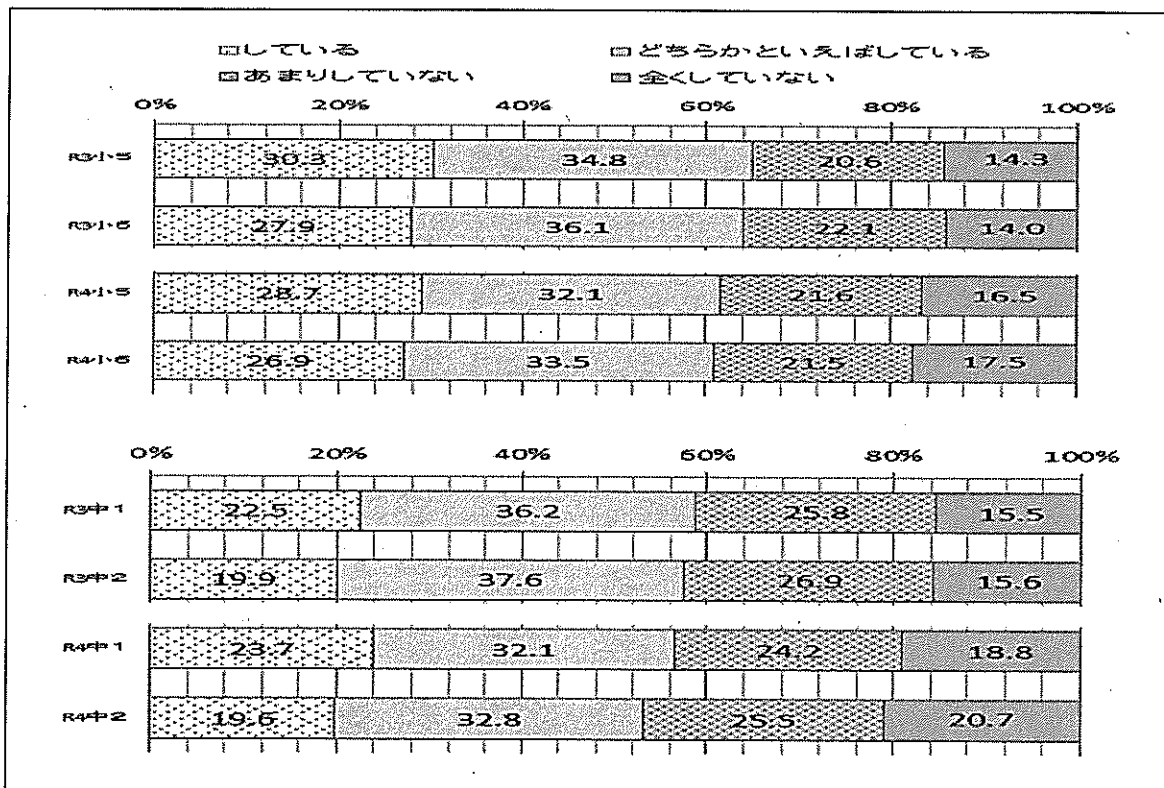 □している □どちらかといえばしている
□あまりしていない □全くしていない
0% 20% 40% 60% 80% 100%
R3小5 30.3 34.8 20.6 14.3
R3小6 27.9 36.1 22.1 14.0
R4小5 28.7 32.1 21.6 16.5
R4小6 26.9 33.5 21.5 17.5
0% 20% 40% 60% 80% 100%
R3中1 22.5 36.2 25.8 15.5
R3中2 19.9 37.6 26.9 15.6
R4中1 23.7 32.1 24.2 18.8
R4中2 19.6 32.8 25.5 20.7